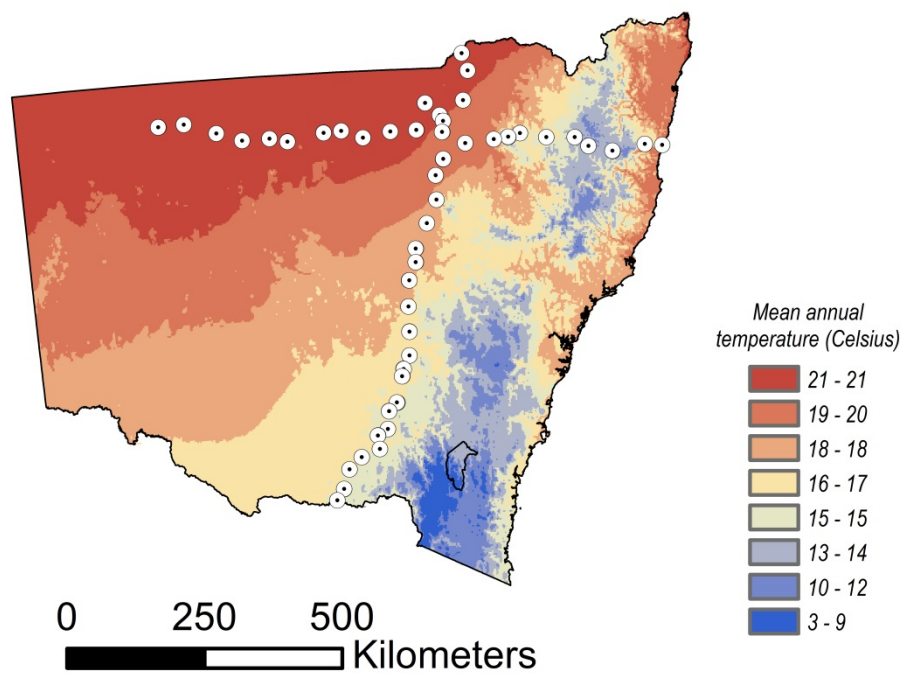 Mean annual
temperature (Celsius)
21 - 21
19 - 20
18 - 18
16 - 17
15 - 15
13 - 14
10 - 12
3 - 9
0 250 500
Kilometers